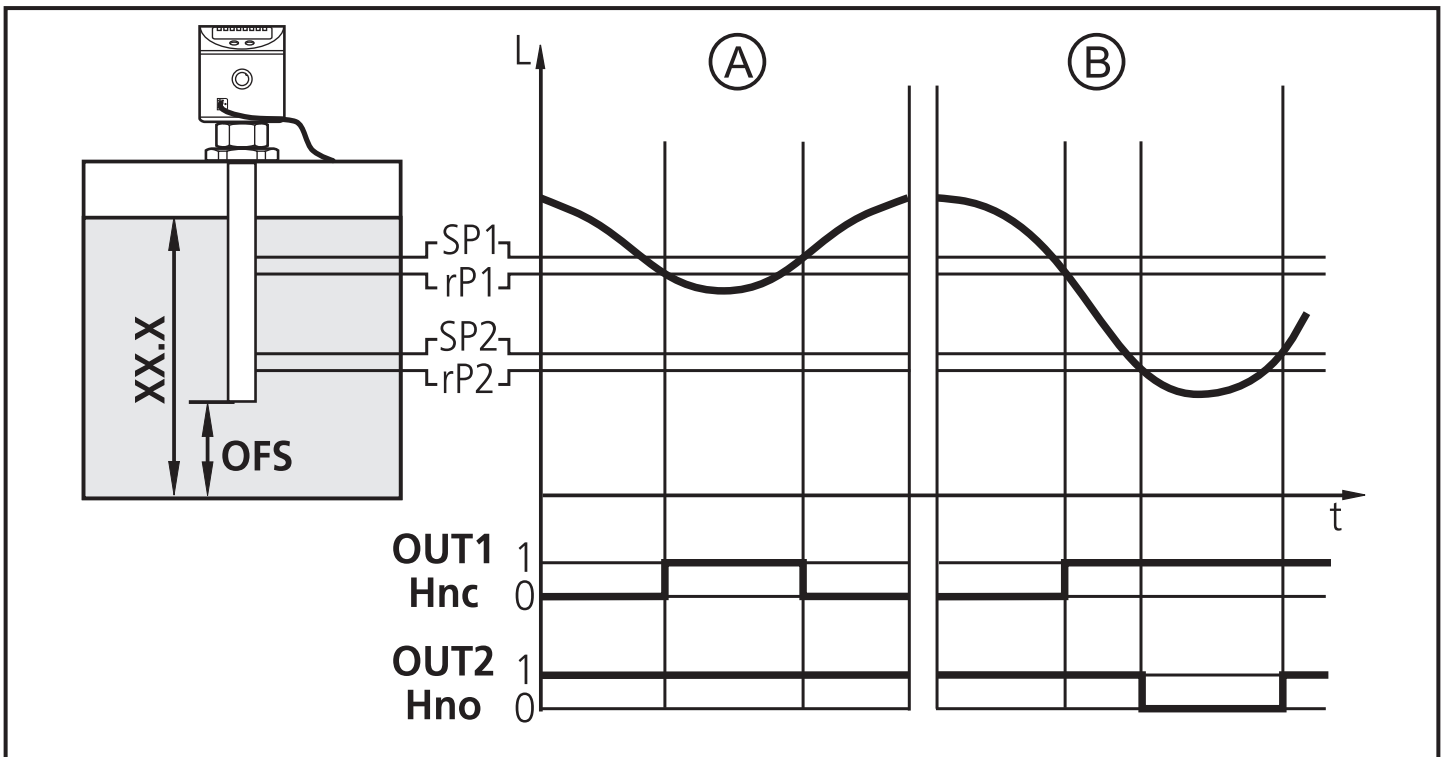 L
A
B
SP1
rP1
SP2
rP2
XX.X
OFS
t
OUT1 1
Hnc 0
OUT2 1
Hno 0